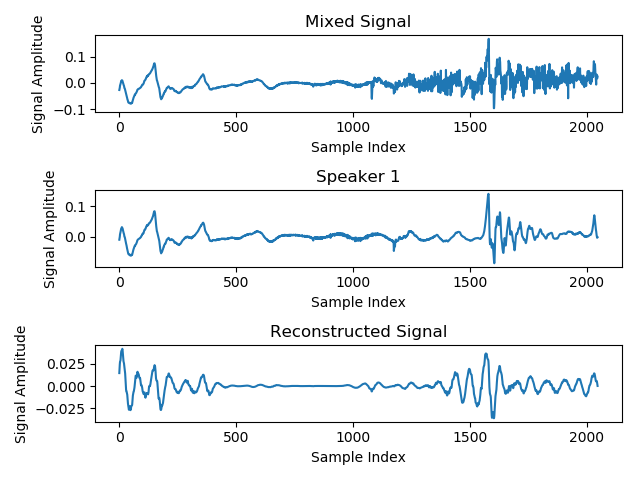 Mixed Signal
Signal Amplitude
0.1
0.0
−0.1
0 500 1000 1500 2000
Sample Index
Speaker 1
Signal Amplitude
0.1
0.0
0 500 1000 1500 2000
Sample Index
Reconstructed Signal
Signal Amplitude
0.025
0.000
−0.025
0 500 1000 1500 2000
Sample Index